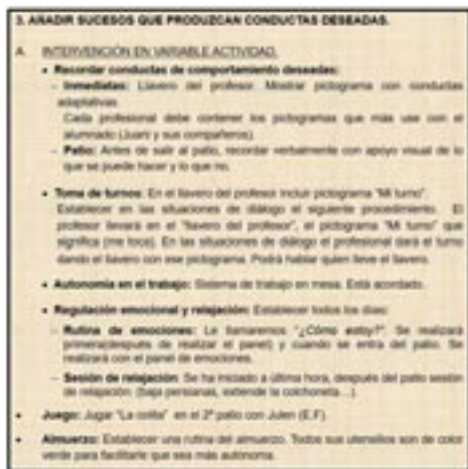 3. AÑADIR SUCESOS QUE PRODUZCAN CONDUCTAS DESEADAS.
A. INTERVENCIÓN EN VARIABLE ACTIVIDAD.
• Recordar conductas de comportamiento deseadas:
– Inmediatas: Llavero del profesor. Mostrar pictograma con conductas
adaptativas.
Cada profesional debe contener los pictogramas que más use con el
alumnado (Juani y sus compañeros)
– Patio: Antes de salir al patio, recordar verbalmente con apoyo visual de lo
que se puede hacer y lo que no.
• Toma de turnos: En el llavero del profesor incluir pictograma "Mi turno".
Establecer en las situaciones de diálogo el siguiente procedimiento. El
profesor llevará en el "llavero del profesor", el pictograma "Mi turno" que
significa (me toca). En las situaciones de diálogo el profesional dará el turno
dando el llavero con ese pictograma. Podrá hablar quien lleve el llavero.
• Autonomía en el trabajo: Sistema de trabajo en mesa. Está acordado.
• Regulación emocional y relajación: Establecer todos los días:
– Rutina de emociones: Le llamaremos "¿Cómo estoy?". Se realizará
primera(después de realizar el panel) y cuando se entra del patio. Se
realizará con el panel de emociones.
– Sesión de relajación: Se ha iniciado a última hora, después del patio sesión
de relajación. (baja persianas, extiende la colchoneta…)
• Juego: Jugar "La colita" en el 2º patio con Julen (E.F).
• Almuerzo: Establecer una rutina del almuerzo. Todos sus utensilios son de color
verde para facilitarle que sea más autónoma.